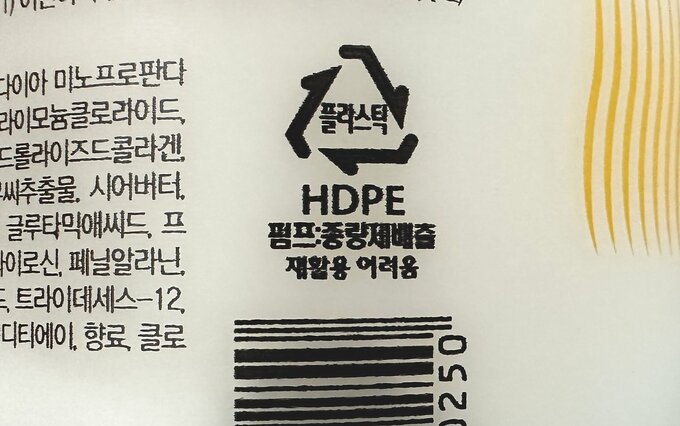 다이아 미노프로판다
라이모늄클로라이드,
드롤라이즈드콜라겐,
씨추출물, 시어버터,
글루타믹애씨드, 프
이로신, 페닐알라닌,
트라이데세스-12,
디티에이, 향료, 클로
플라스틱
HDPE
펌프:종량제배출
재활용 어려움
0250